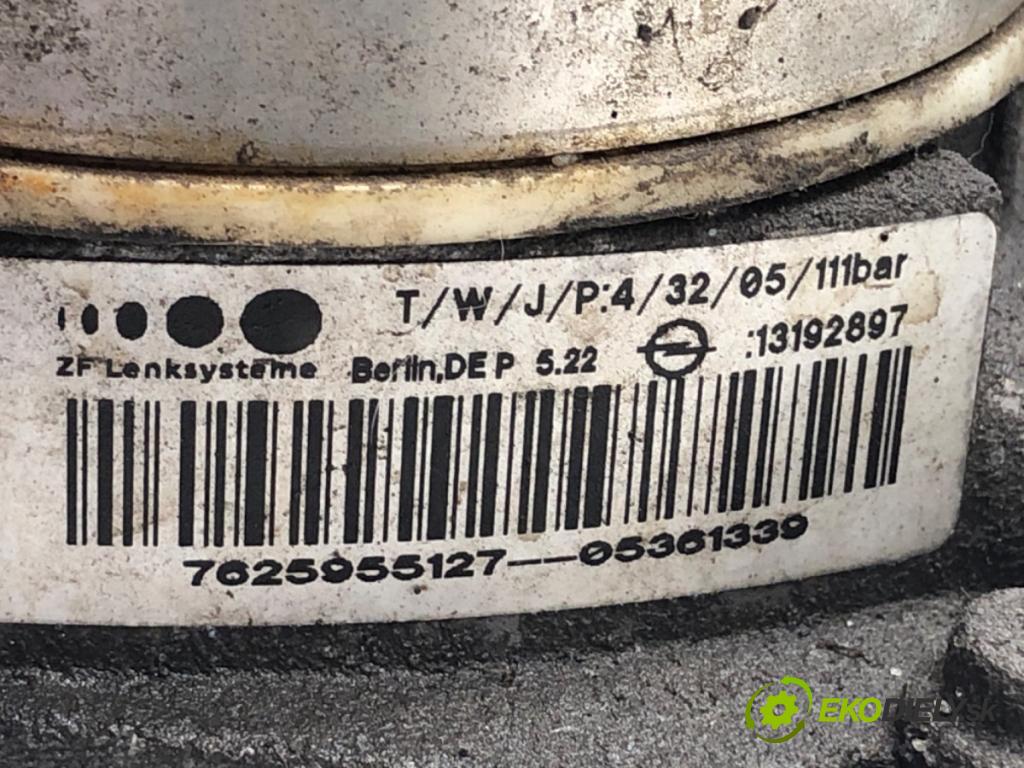 T/W/J/P:4/32/05/111bar
ZF Lenksysteme Berlin,DE P 5.22 :13192897
7625955127--05361339
EKODIELY.sk